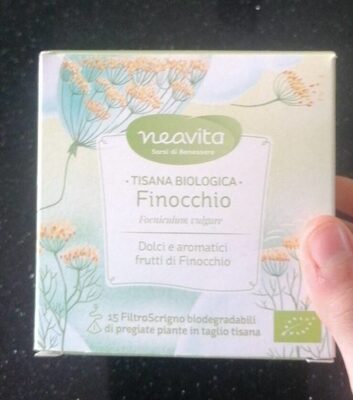 neavita
Sorsi di Benessere
• TISANA BIOLOGICA •
Finocchio
Foeniculum vulgare
Dolci e aromatici
frutti di Finocchio
15 FiltroScrigno biodegradabili
di pregiate piante in taglio tisana